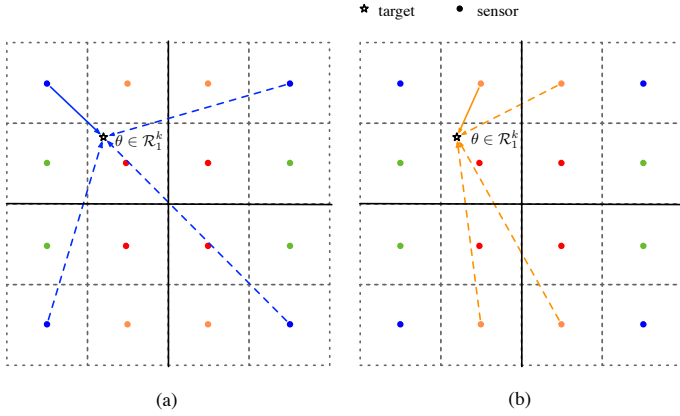 target sensor
θ ∈ ℛ₁ᵏ θ ∈ ℛ₁ᵏ
(a) (b)